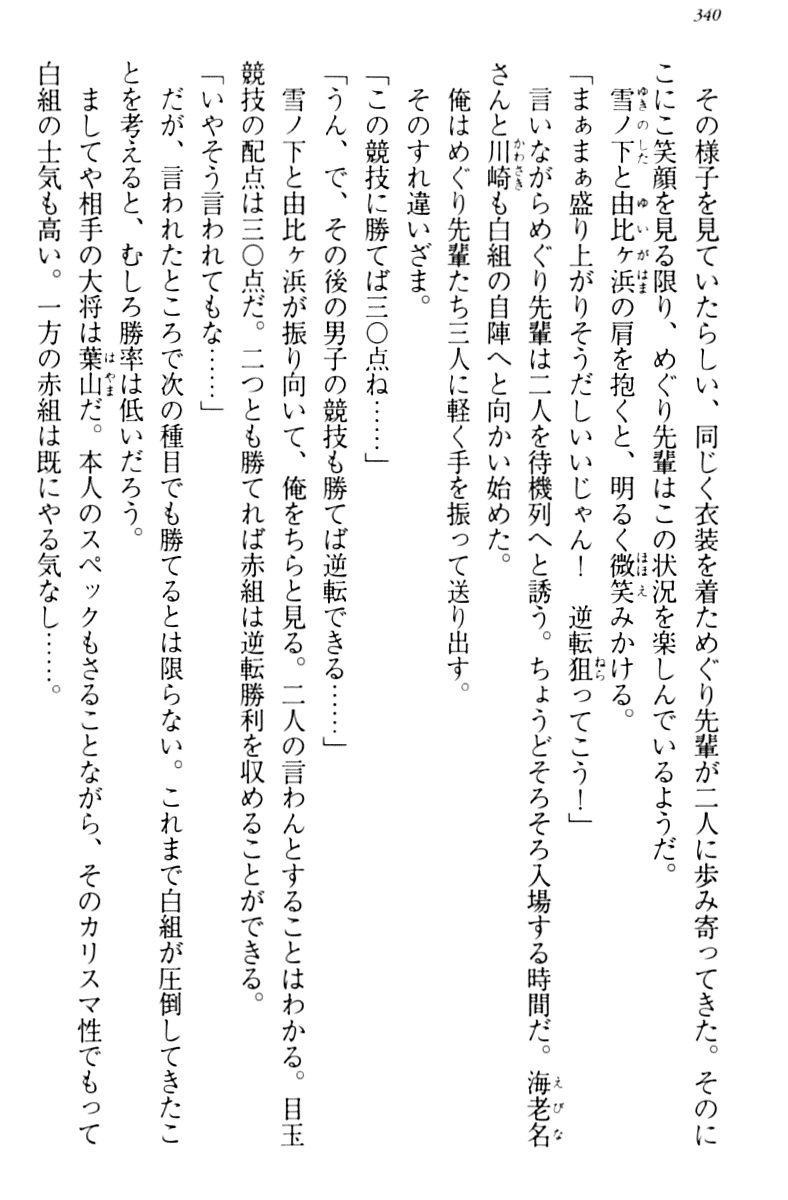 340
その様子を見ていたらしい、同じく衣装を着ためぐり先輩が二人に歩み寄ってきた。そのに
こにこ笑顔を見る限り、めぐり先輩はこの状況を楽しんでいるようだ。
雪ノ下と由比ヶ浜の肩を抱くと、明るく微笑みかける。
「まぁまぁ盛り上がりそうだしいいじゃん！　逆転狙ってこう！」
言いながらめぐり先輩は二人を待機列へと誘う。ちょうどそろそろ入場する時間だ。海老名
さんと川崎も白組の自陣へと向かい始めた。
俺はめぐり先輩たち三人に軽く手を振って送り出す。
そのすれ違いざま。
「この競技に勝てば三〇点ね……」
「うん、で、その後の男子の競技も勝てば逆転できる……」
雪ノ下と由比ヶ浜が振り向いて、俺をちらと見る。二人の言わんとすることはわかる。目玉
競技の配点は三〇点だ。二つとも勝てれば赤組は逆転勝利を収めることができる。
「いやそう言われてもな……」
だが、言われたところで次の種目でも勝てるとは限らない。これまで白組が圧倒してきたこ
とを考えると、むしろ勝率は低いだろう。
ましてや相手の大将は葉山だ。本人のスペックもさることながら、そのカリスマ性でもって
白組の士気も高い。一方の赤組は既にやる気なし……。